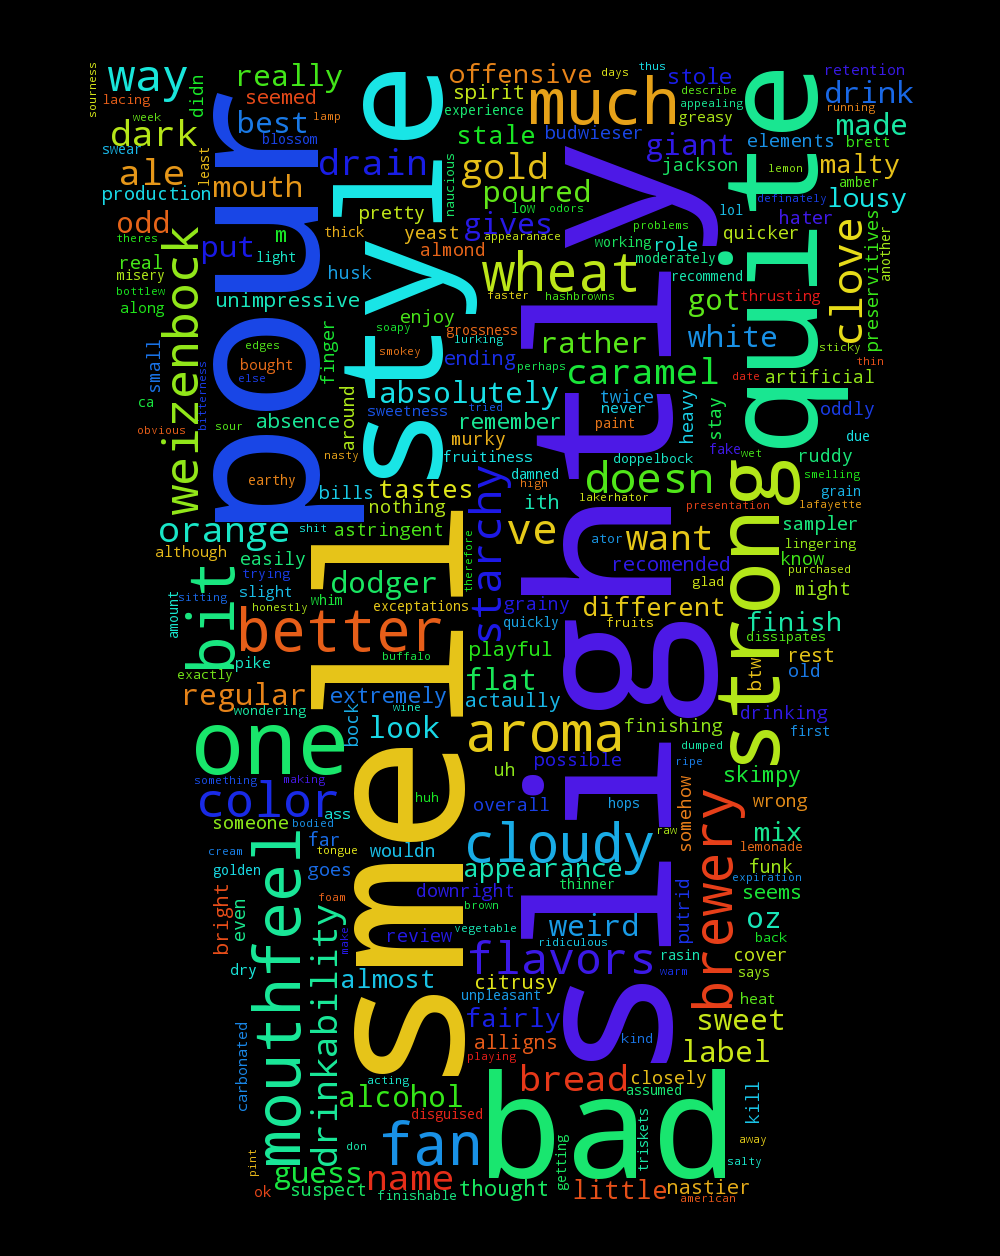 sourness
way
lacing
didn
really
seemed
offensive
days
thus
stole
retention
spirit
experience
much
describe
appealing
greasy
drink
running
week
dark
lamp
best
blossom
stale
budwieser
giant
elements
made
brett
swear
least
ale
mouth
drain
style
naucious
gold
jackson
lemon
malty
amber
production
pour
pretty
poured
low
odors
definately
lousy
odd
theres
thick
yeast
gives
appearanace
problems
lol
hater
quicker
put
m
light
almond
working
role
moderately
clove
preservitives
another
real
misery
bottlew
along
weizenbock
husk
wheat
recommend
quite
unimpressive
faster
hashbrowns
got
thrusting
enjoy
soapy
grossness
lurking
rather
white
sticky
thin
small
edges
finger
smokey
ending
perhaps
caramel
date
artificial
bought
else
bitterness
absolutely
twice
never
heavy
stay
oddly
ca
obvious
sour
absence
around
sweetness
tried
remember
paint
due
murky
fruitiness
nasty
fake
wet
ruddy
doppelbock
damned
smelling
earthy
bills
tastes
nothing
starchy
high
doesn
lakerhator
presentation
grain
lafayette
ith
strong
sampler
orange
shit
astringent
therefore
ve
ator
want
lingering
although
easily
know
purchased
trying
dodger
recomended
glad
might
bit
sitting
slight
amount
honestly
whim
exceptations
grainy
different
quickly
fruits
finish
dissipates
better
buffalo
playful
btw
rest
pike
exactly
old
regular
extremely
flat
actaully
wondering
wine
bock
look
smell
slightly
finishing
drinking
first
one
aroma
dumped
something
making
uh
possible
ripe
skimpy
color
huh
overall
hops
somehow
wrong
ass
someone
bodied
far
raw
mix
lemonade
cream
tongue
wouldn
cloudy
brewery
golden
goes
appearance
funk
expiration
thinner
seems
foam
downright
bright
even
brown
putrid
oz
mouthfeel
drinkability
make
review
vegetable
weird
ridiculous
back
dry
flavors
rasin
cover
warm
says
almost
citrusy
unpleasant
heat
fairly
sweet
carbonated
alligns
kind
playing
label
acting
bread
closely
assumed
alcohol
disguised
bad
kill
fan
don
triskets
away
pint
getting
salty
guess
name
ok
suspect
finishable
thought
little
nastier
american